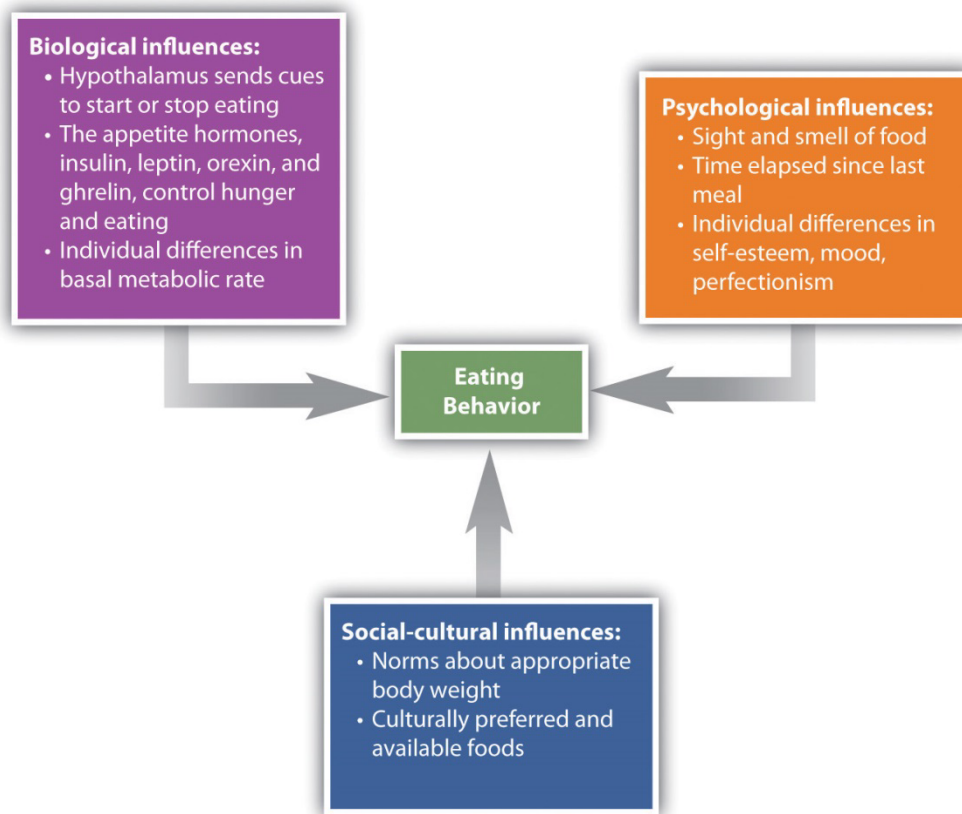 Biological influences:
• Hypothalamus sends cues
to start or stop eating
• The appetite hormones,
insulin, leptin, orexin, and
ghrelin, control hunger
and eating
• Individual differences in
basal metabolic rate
Psychological influences:
• Sight and smell of food
• Time elapsed since last
meal
• Individual differences in
self-esteem, mood,
perfectionism
Eating
Behavior
Social-cultural influences:
• Norms about appropriate
body weight
• Culturally preferred and
available foods